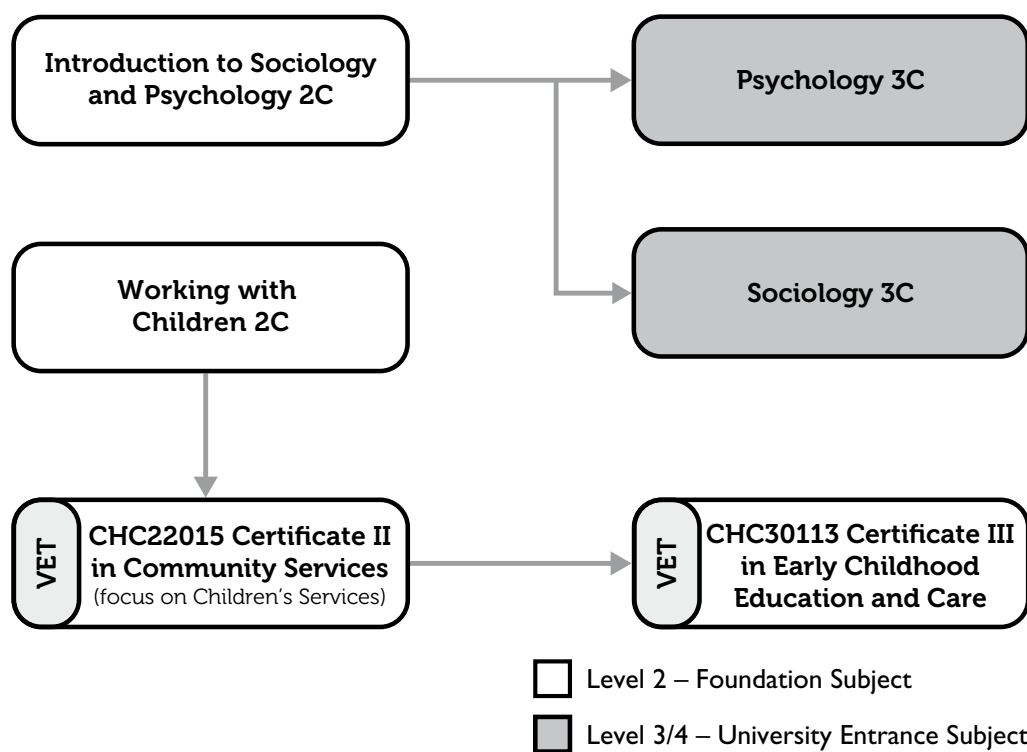 Introduction to Sociology
and Psychology 2C
Psychology 3C
Working with
Children 2C
Sociology 3C
VET
CHC22015 Certificate II
in Community Services
(focus on Children's Services)
VET
CHC30113 Certificate III
in Early Childhood
Education and Care
Level 2 – Foundation Subject
Level 3/4 – University Entrance Subject